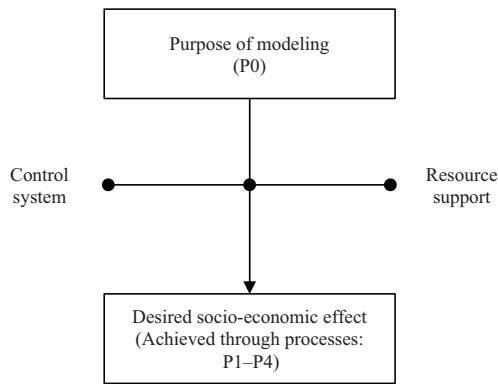 Purpose of modeling
(P0)
Control
system
Resource
support
Desired socio-economic effect
(Achieved through processes:
P1–P4)